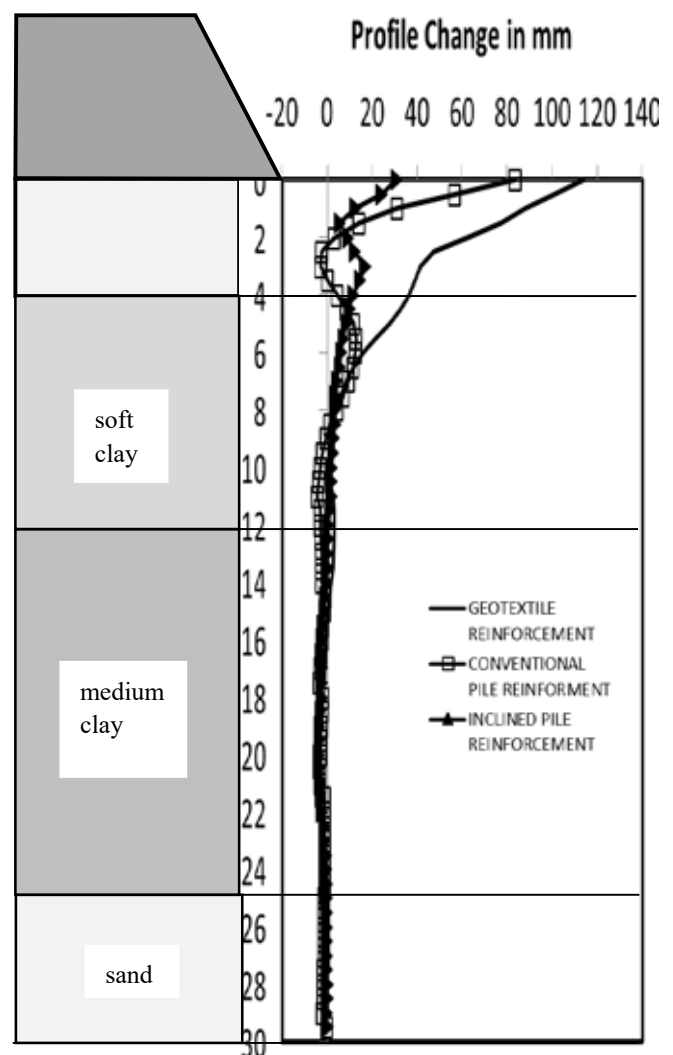 Profile Change in mm
-20 0 20 40 60 80 100 120 140
0
2
4
6
8
10
12
14
16
18
20
22
24
26
28
30
soft
clay
medium
clay
sand
GEOTEXTILE
REINFORCEMENT
CONVENTIONAL
PILE REINFORMENT
INCLINED PILE
REINFORCEMENT